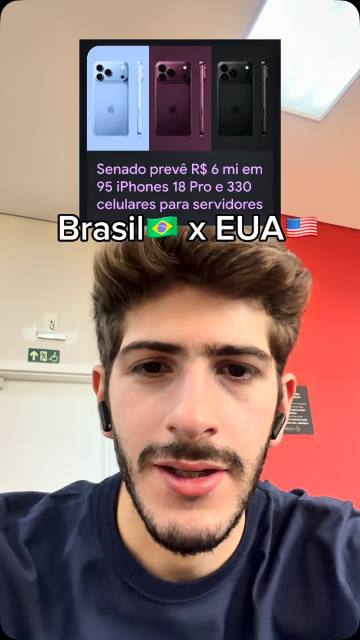 Senado prevê R$ 6 mi em
95 iPhones 18 Pro e 330
celulares para servidores
Brasil🇧🇷 x EUA🇺🇸